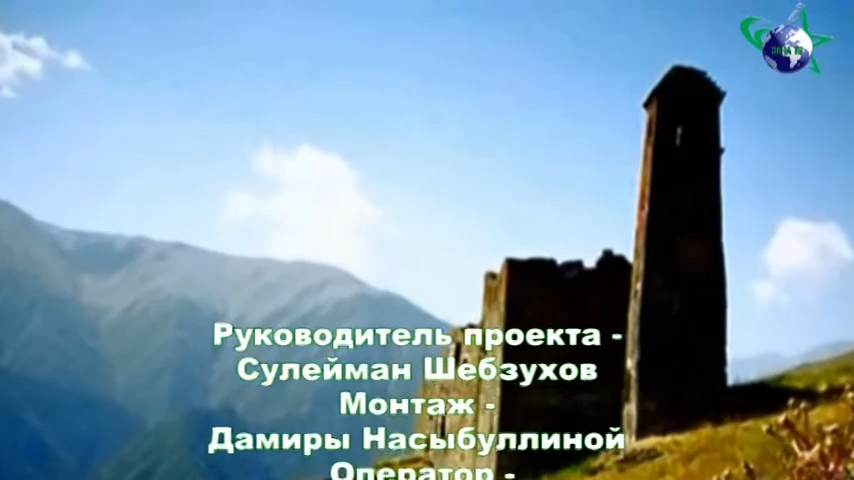 Руководитель проекта -
Сулейман Шебзухов
Монтаж -
Дамиры Насыбуллиной
Оператор -